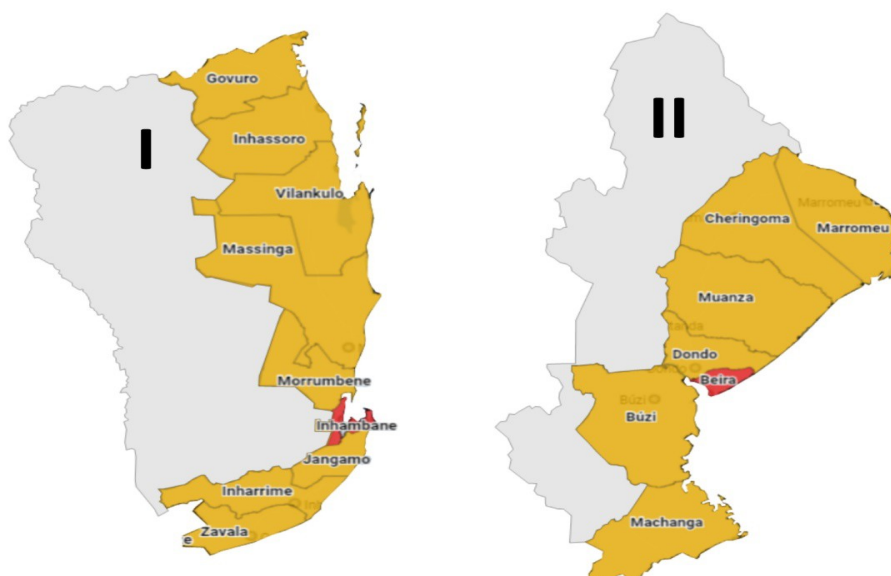 I
Govuro
Inhassoro
Vilankulo
Massinga
Morrumbene
Inhambane
Jangamo
Inharrime
Zavala
e
II
Marromeu
Cheringoma
Marromeu
Muanza
Dondo
Beira
Búzi
Búzi
Machanga